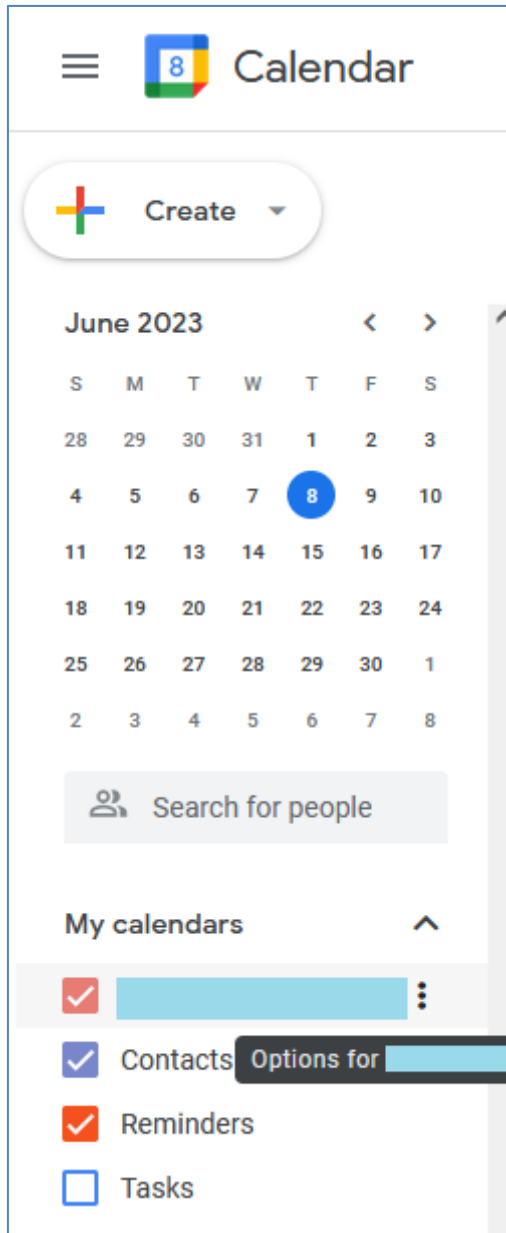 8 Calendar
Create
June 2023
S M T W T F S
28 29 30 31 1 2 3
4 5 6 7 8 9 10
11 12 13 14 15 16 17
18 19 20 21 22 23 24
25 26 27 28 29 30 1
2 3 4 5 6 7 8
Search for people
My calendars
Contacts
Options for
Reminders
Tasks